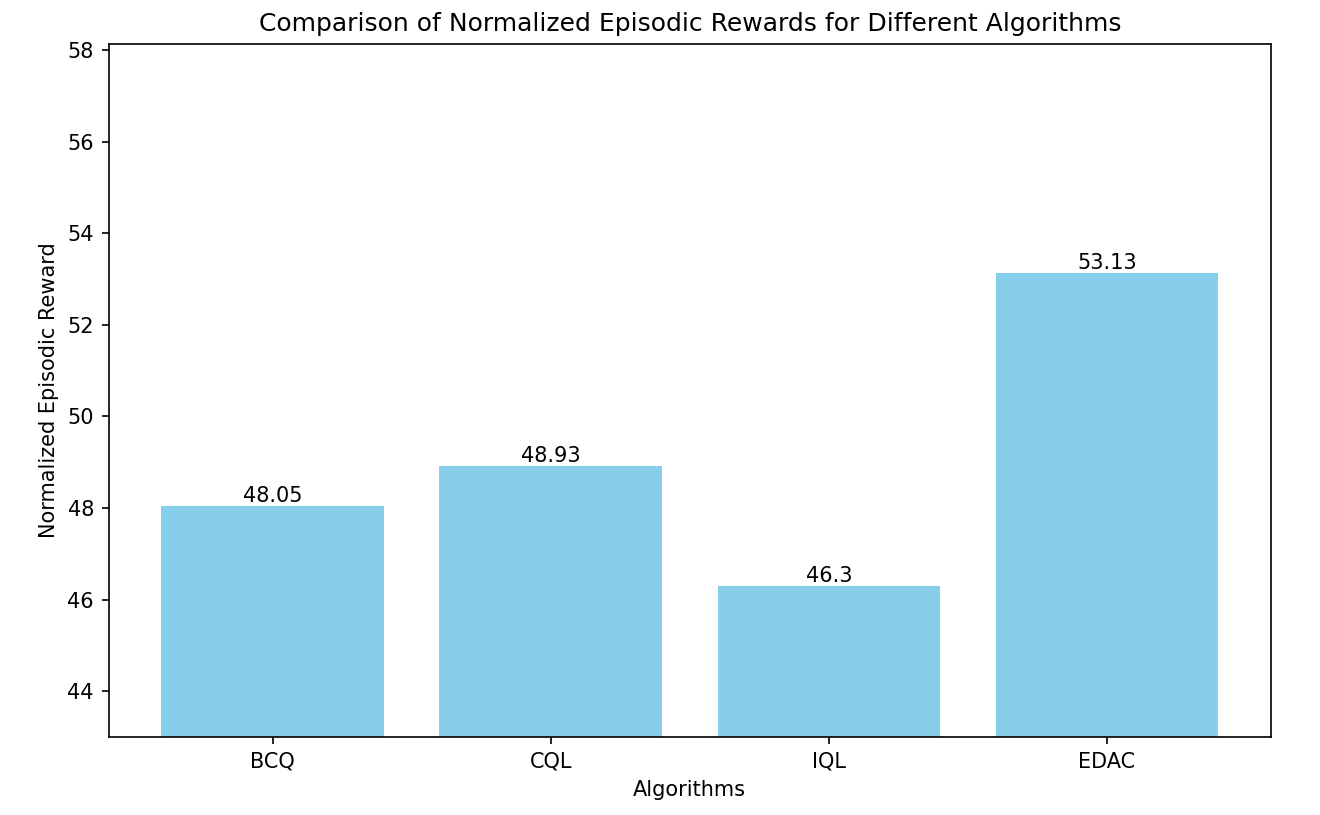 Comparison of Normalized Episodic Rewards for Different Algorithms
58
56
54
52
50
48
46
44
Normalized Episodic Reward
48.05
48.93
46.3
53.13
BCQ
CQL
IQL
EDAC
Algorithms